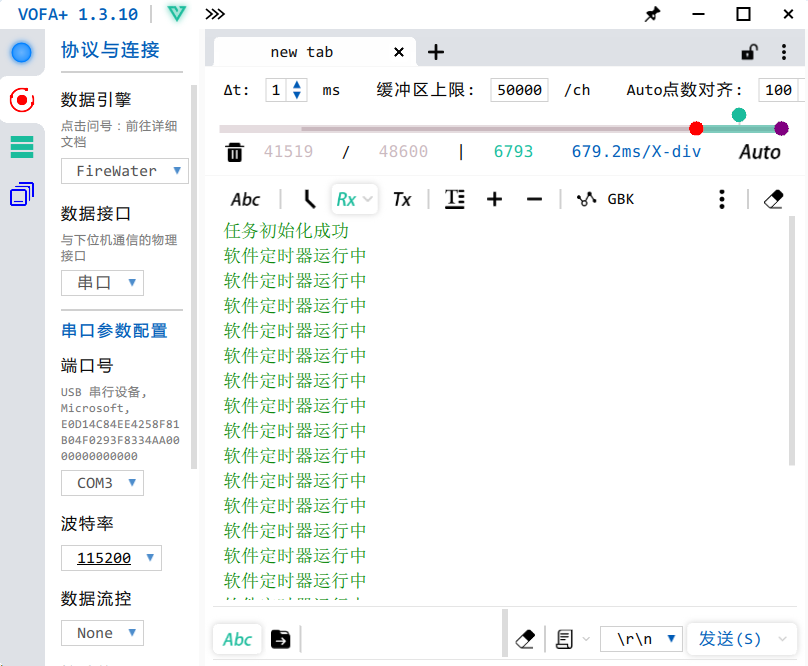 VOFA+ 1.3.10
协议与连接
new tab
数据引擎
点击问号：前往详细
文档
FireWater
数据接口
与下位机通信的物理
接口
串口
串口参数配置
端口号
USB 串行设备,
Microsoft,
E0D14C84EE4258F81
B04F0293F8334AA00
00000000000
COM3
波特率
115200
数据流控
None
Δt: 1 ms 缓冲区上限: 50000 /ch Auto点数对齐: 100
41519 / 48600 | 6793 679.2ms/X-div Auto
Abc Rx Tx GBK
任务初始化成功
软件定时器运行中
软件定时器运行中
软件定时器运行中
软件定时器运行中
软件定时器运行中
软件定时器运行中
软件定时器运行中
软件定时器运行中
软件定时器运行中
软件定时器运行中
软件定时器运行中
软件定时器运行中
软件定时器运行中
软件定时器运行中
Abc \r\n 发送(S)